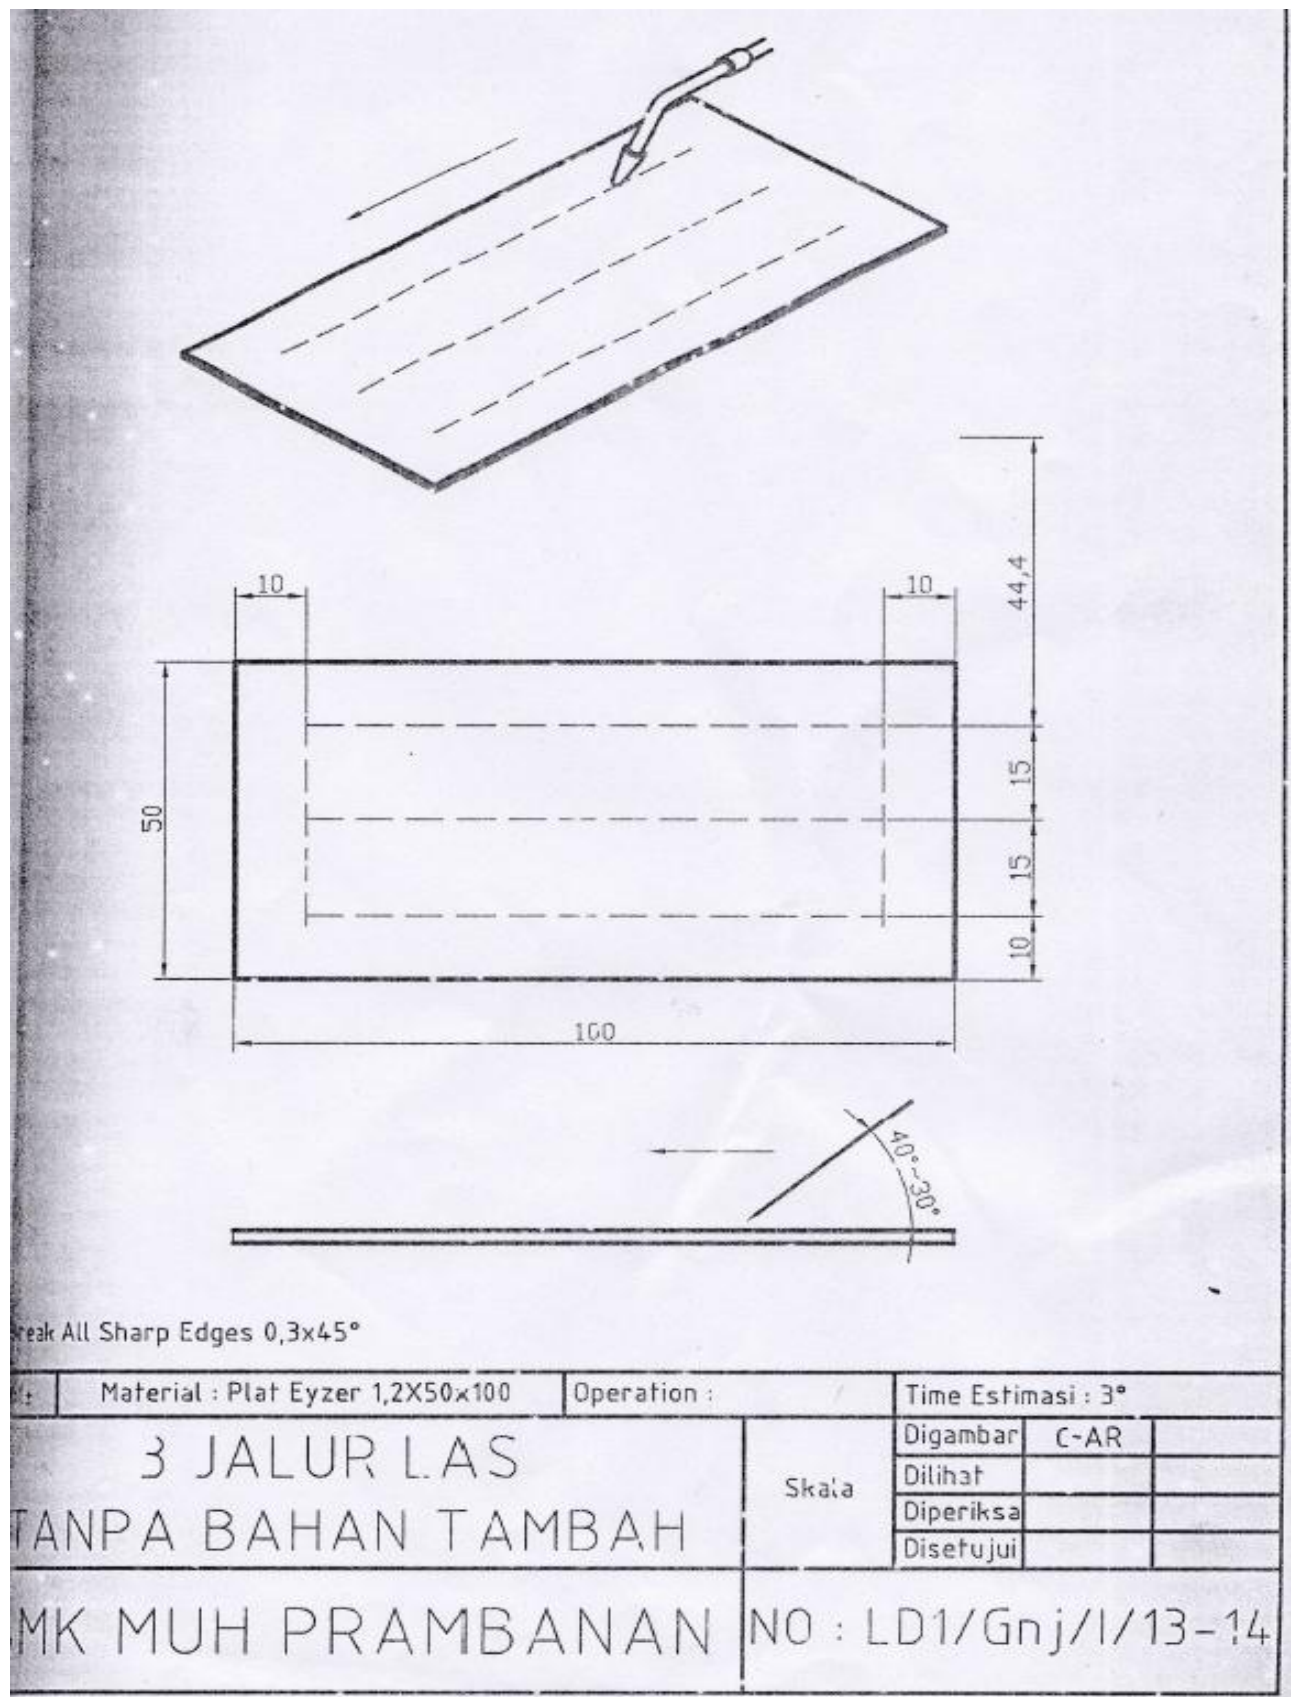 10
10
44,4
15
50
15
10
100
40°~30°
All Sharp Edges 0,3x45°
Material : Plat Eyzer 1,2X50x100
Operation :
Time Estimasi : 3°
3 JALUR LAS
TANPA BAHAN TAMBAH
Skala
Digambar C-AR
Dilihat
Diperiksa
Disetujui
MK MUH PRAMBANAN
NO : LD1/Gnj/I/13-14